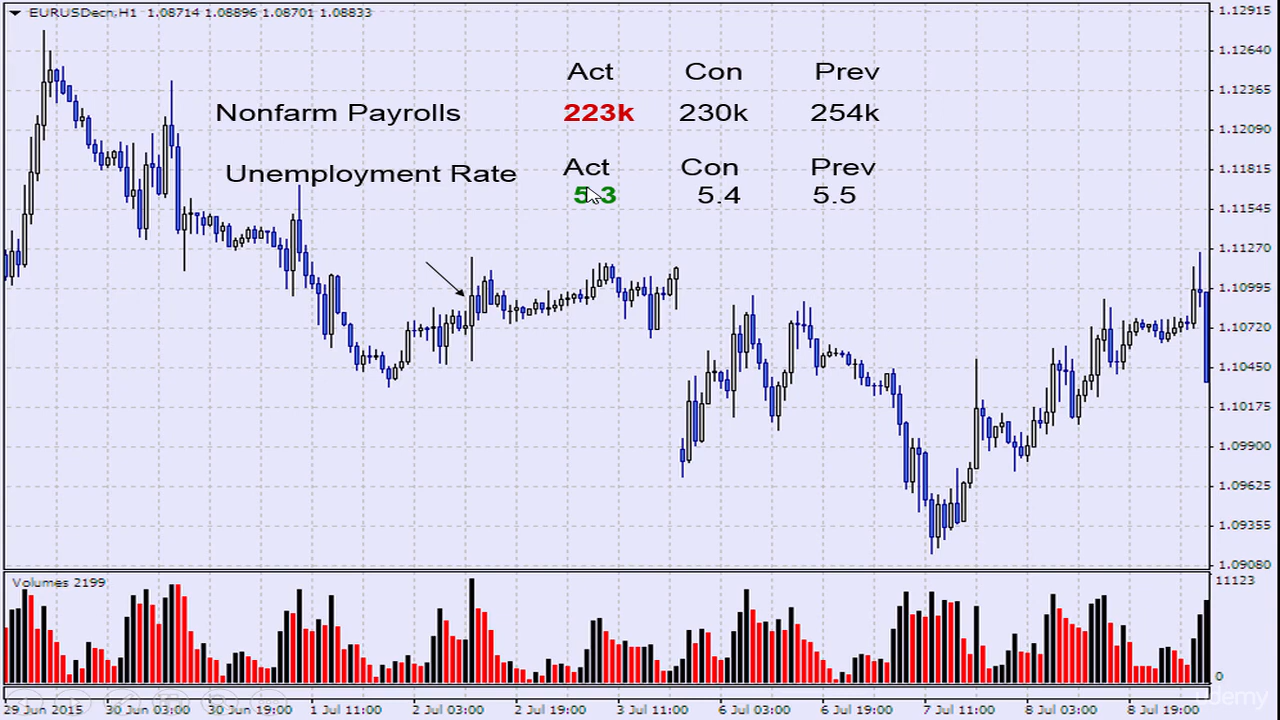 EURUSDecn,H1 1.08714 1.08896 1.08701 1.08833
Act Con Prev
Nonfarm Payrolls 223k 230k 254k
Act Con Prev
Unemployment Rate
5.3 5.4 5.5
1.12915
1.12640
1.12365
1.12090
1.11815
1.11545
1.11270
1.10995
1.10720
1.10450
1.10175
1.09900
1.09625
1.09355
1.09080
Volumes 2199
11123
0
29 Jun 2015 30 Jun 03:00 30 Jun 19:00 1 Jul 11:00 2 Jul 03:00 2 Jul 19:00 3 Jul 11:00 6 Jul 03:00 6 Jul 19:00 7 Jul 11:00 8 Jul 03:00 8 Jul 19:00
udemy